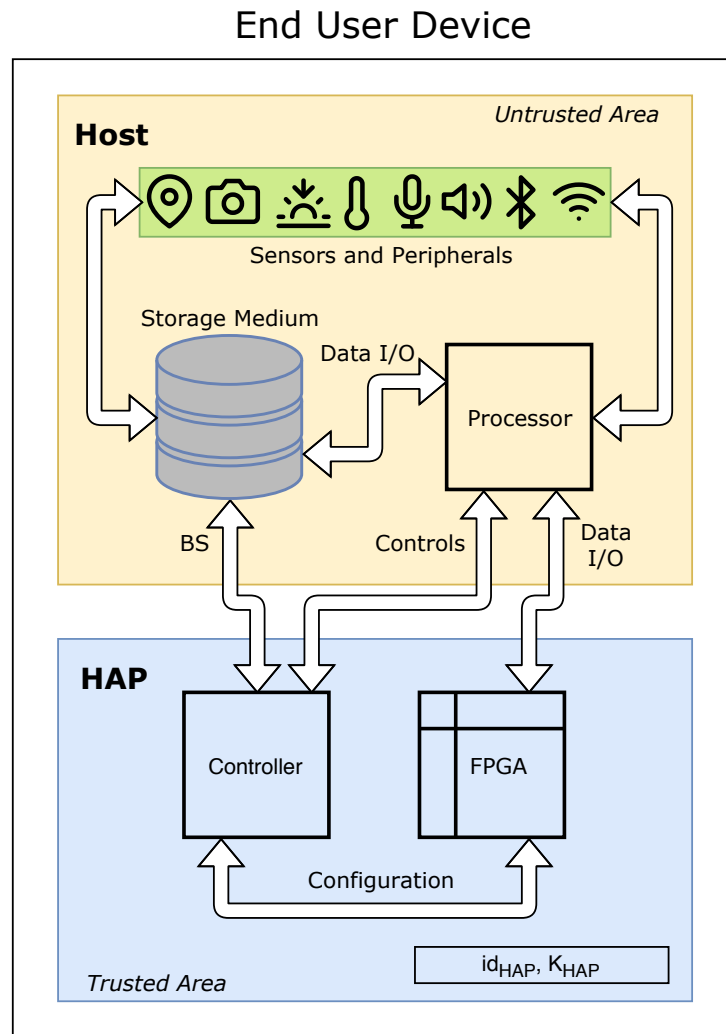 End User Device
Untrusted Area
Host
Sensors and Peripherals
Storage Medium
Data I/O
Processor
BS
Controls
Data
I/O
HAP
Controller
FPGA
Configuration
id_HAP, K_HAP
Trusted Area